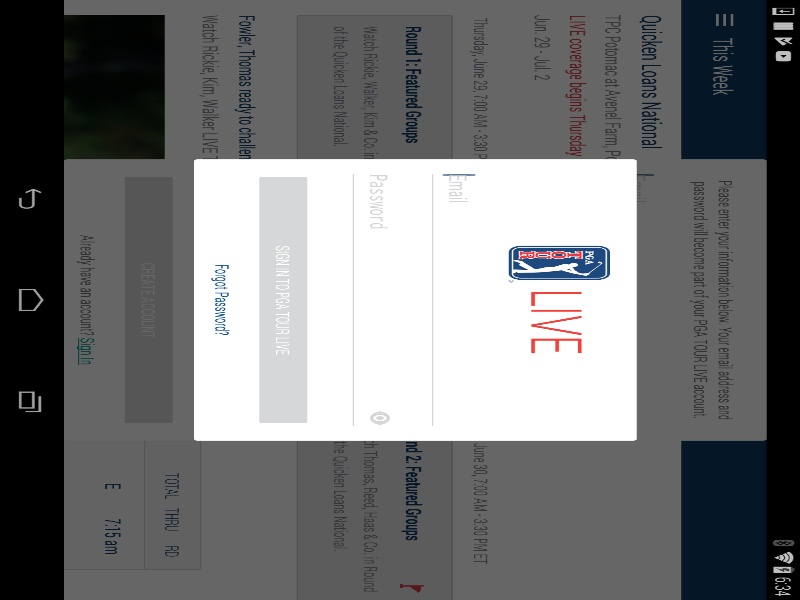 6:34
This Week
Quicken Loans National
TPC Potomac at Avenel Farm, P
LIVE coverage begins Thursday
Jun. 29 - Jul. 2
Thursday, June 29, 7:00 AM - 3:30 P
June 30, 7:00 AM - 3:30 PM ET
Round 1: Featured Groups
Watch Rickie, Walker, Kim & Co. in
of the Quicken Loans National.
nd 2: Featured Groups
ch Thomas, Reed, Haas & Co. in Round
the Quicken Loans National.
Fowler, Thomas ready to challen
Watch Rickie, Kim, Walker LIVE T
TOTAL THRU RD
E 7:15 am
Please enter your information below. Your email address and
password will become part of your PGA TOUR LIVE account.
Email
CREATE ACCOUNT
Already have an account? Sign In
PGA
TOUR
LIVE
Email
Password
SIGN IN TO PGA TOUR LIVE
Forgot Password?